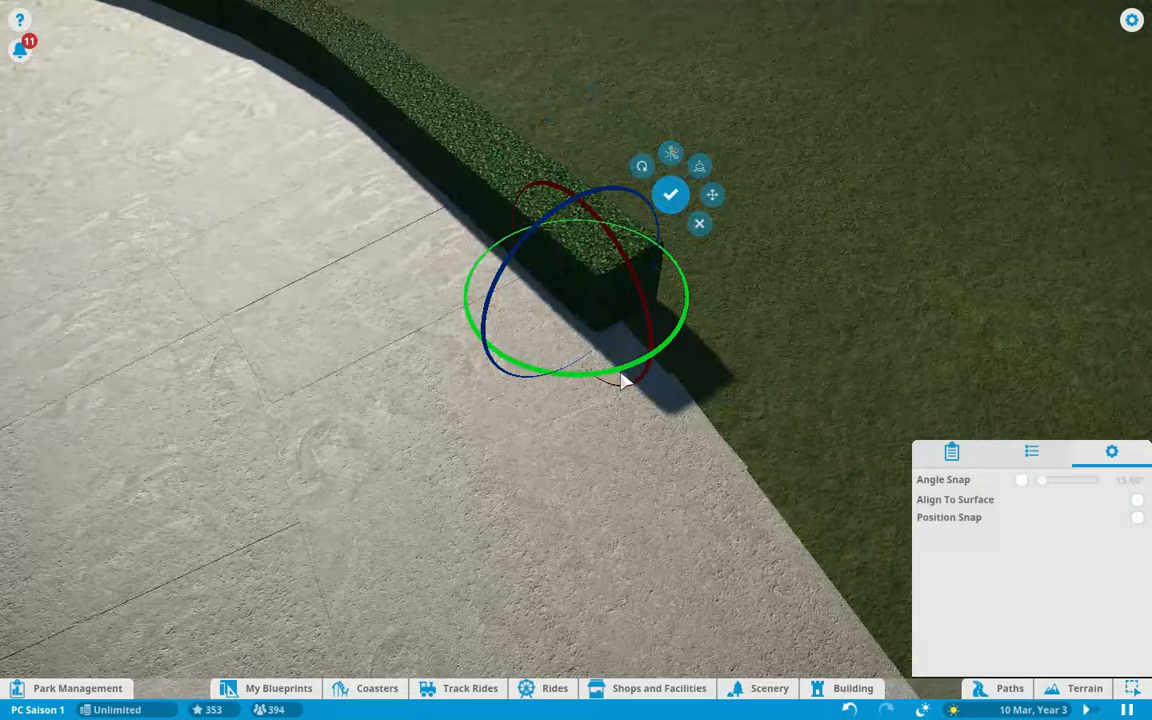 ?
11
Angle Snap 15.00°
Align To Surface
Position Snap
Park Management My Blueprints Coasters Track Rides Rides Shops and Facilities Scenery Building Paths Terrain
PC Saison 1 Unlimited 353 394 10 Mar, Year 3